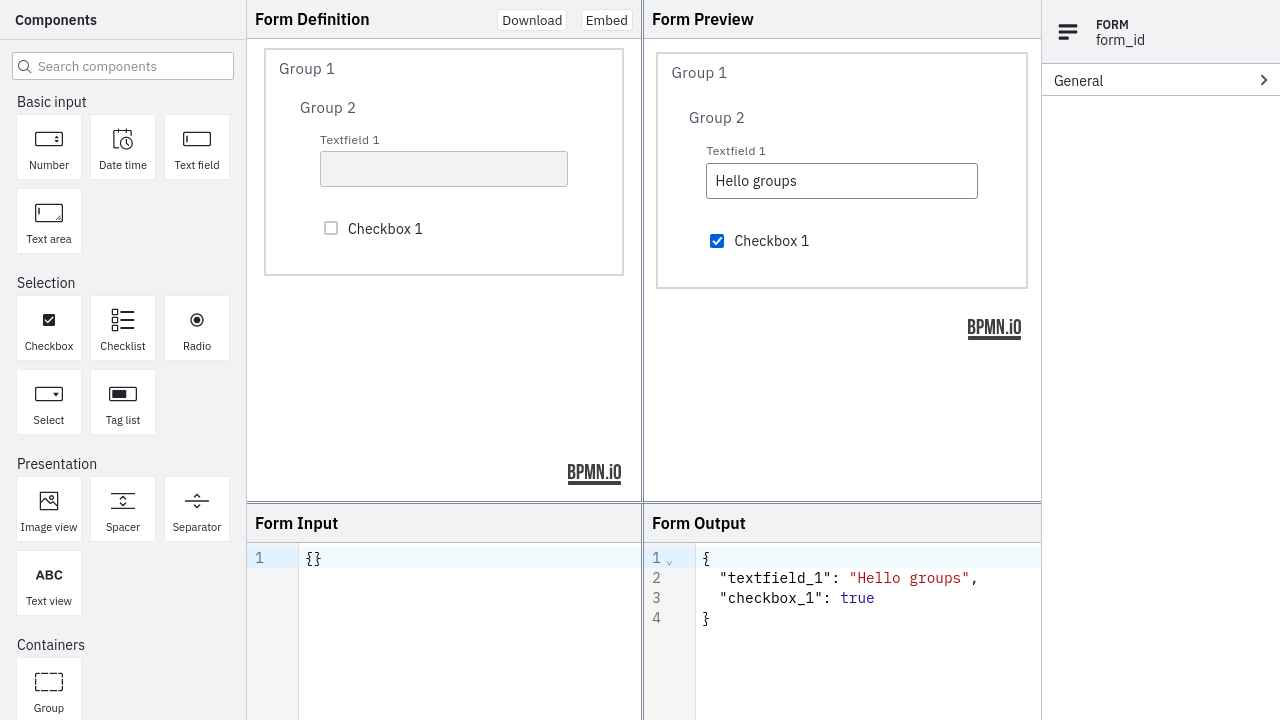 Components
Search components
Basic input
Number
Date time
Text field
Text area
Selection
Checkbox
Checklist
Radio
Select
Tag list
Presentation
Image view
Spacer
Separator
ABC
Text view
Containers
Group
Form Definition
Download
Embed
Group 1
Group 2
Textfield 1
Checkbox 1
BPMN.iO
Form Preview
Group 1
Group 2
Textfield 1
Hello groups
Checkbox 1
BPMN.iO
Form Input
1 {}
Form Output
1 {
2 "textfield_1": "Hello groups",
3 "checkbox_1": true
4 }
FORM
form_id
General